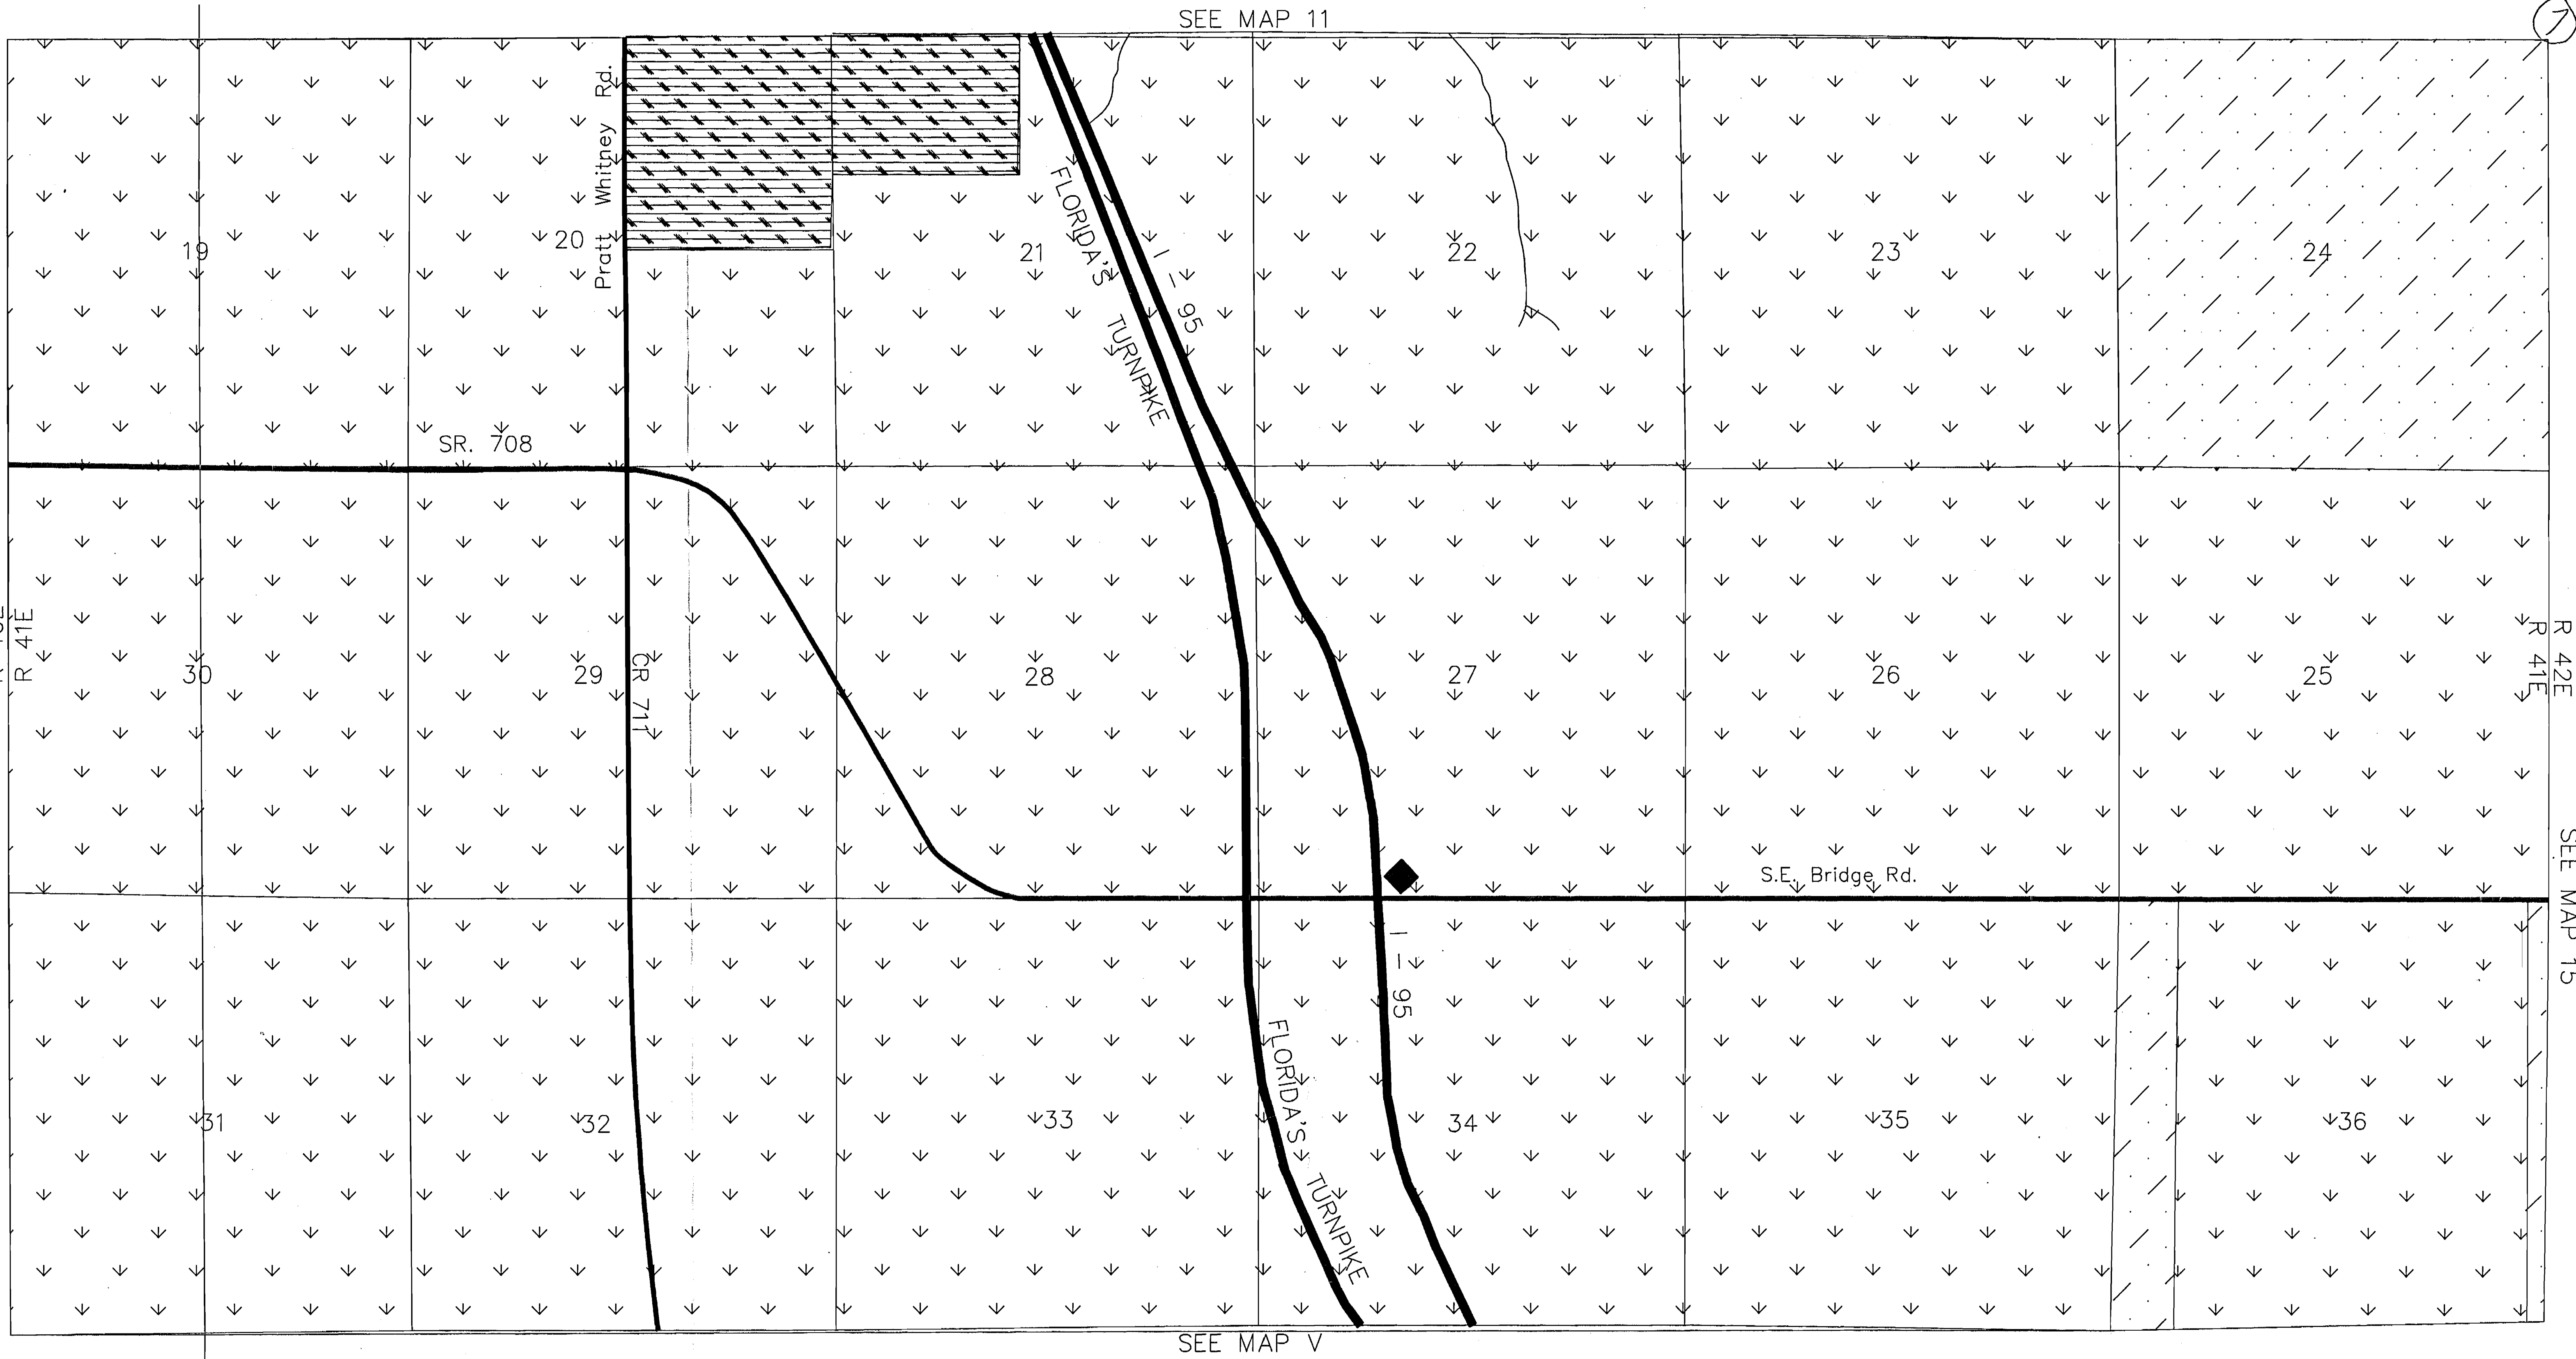 SEE MAP 11
7
Pratt Whitney Rd.
19
20
21
22
23
24
FLORIDA'S TURNPIKE
I-95
SR. 708
R 41E
30
29
CR 711
28
27
26
25
R 41E
R 42E
S.E. Bridge Rd.
SEE MAP 15
I-95
FLORIDA'S TURNPIKE
31
32
33
34
35
36
SEE MAP V